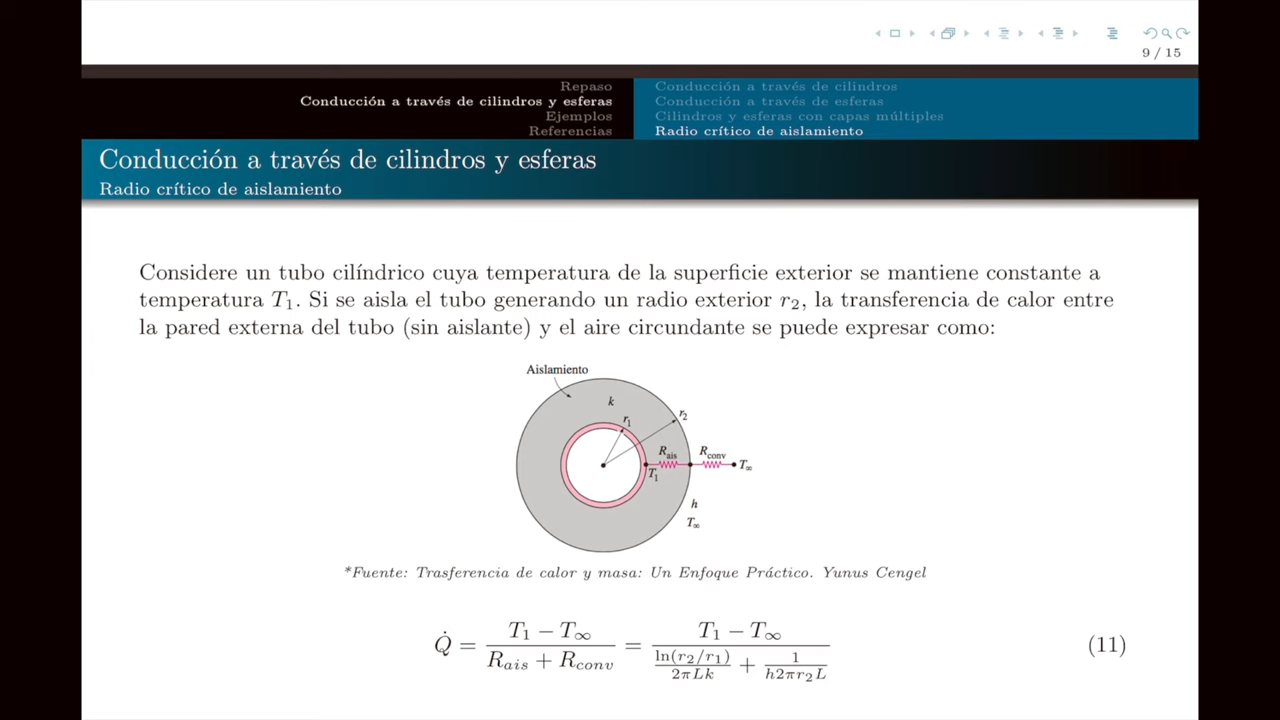 9 / 15
Repaso
Conducción a través de cilindros y esferas
Ejemplos
Referencias
Conducción a través de cilindros
Conducción a través de esferas
Cilindros y esferas con capas múltiples
Radio crítico de aislamiento
Conducción a través de cilindros y esferas
Radio crítico de aislamiento
Considere un tubo cilíndrico cuya temperatura de la superficie exterior se mantiene constante a
temperatura T₁. Si se aisla el tubo generando un radio exterior r₂, la transferencia de calor entre
la pared externa del tubo (sin aislante) y el aire circundante se puede expresar como:
Aislamiento
k
r₁
r₂
R_ais
R_conv
T₁
T∞
h
T∞
*Fuente: Trasferencia de calor y masa: Un Enfoque Práctico. Yunus Cengel
Q̇ = (T₁ − T∞) / (R_ais + R_conv) = (T₁ − T∞) / (ln(r₂/r₁) / 2πLk + 1 / h2πr₂L) (11)